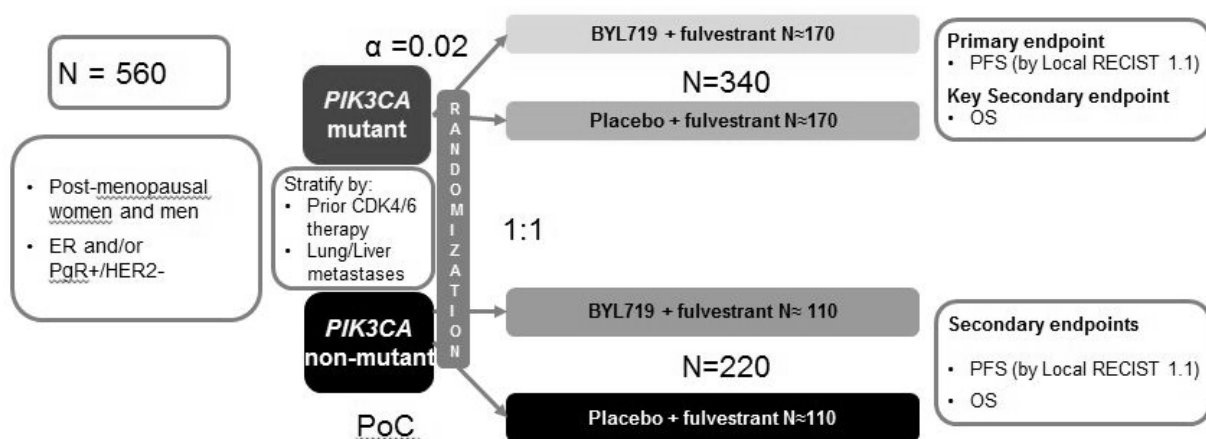 N = 560
• Post-menopausal
women and men
• ER and/or
PgR+/HER2-
α =0.02
PIK3CA
mutant
Stratify by:
• Prior CDK4/6
therapy
• Lung/Liver
metastases
PIK3CA
non-mutant
PoC
RANDOMIZATION
BYL719 + fulvestrant N≈170
N=340
Placebo + fulvestrant N≈170
1:1
BYL719 + fulvestrant N≈ 110
N=220
Placebo + fulvestrant N≈110
Primary endpoint
• PFS (by Local RECIST 1.1)
Key Secondary endpoint
• OS
Secondary endpoints
• PFS (by Local RECIST 1.1)
• OS